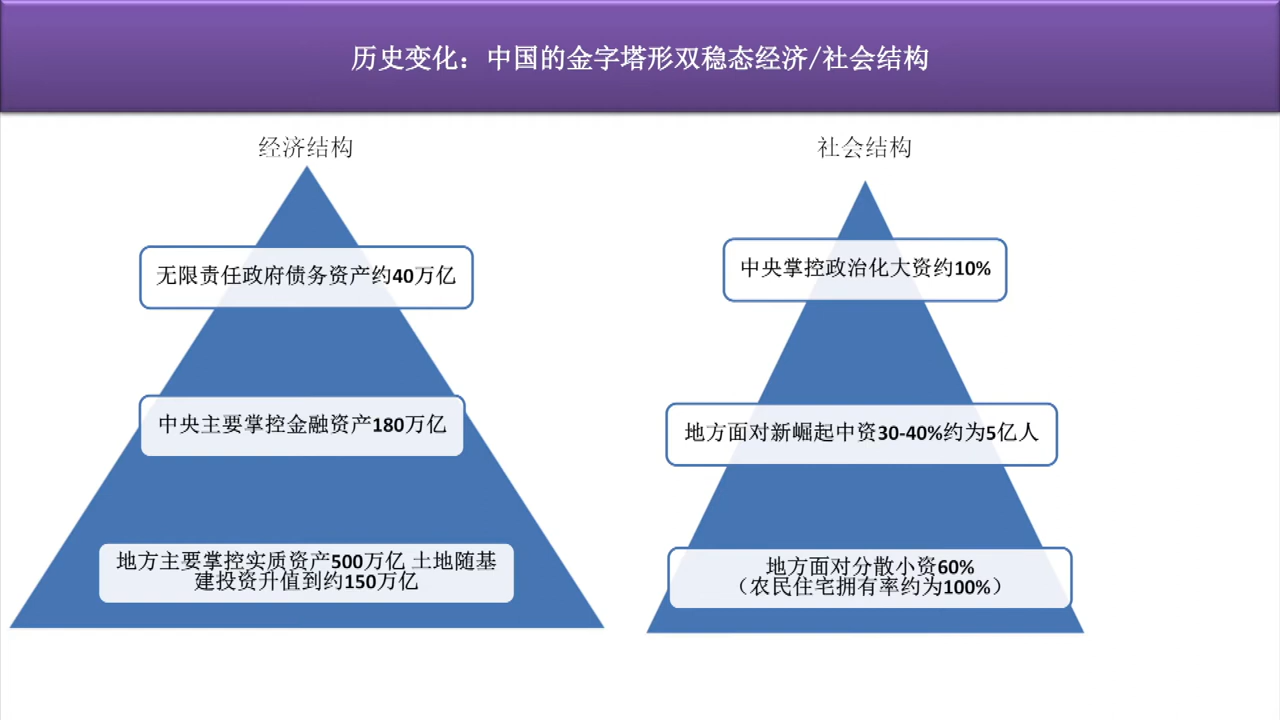 历史变化：中国的金字塔形双稳态经济/社会结构
经济结构
无限责任政府债务资产约40万亿
中央主要掌控金融资产180万亿
地方主要掌控实质资产500万亿 土地随基
建投资升值到约150万亿
社会结构
中央掌控政治化大资约10%
地方面对新崛起中资30-40%约为5亿人
地方面对分散小资60%
（农民住宅拥有率约为100%）